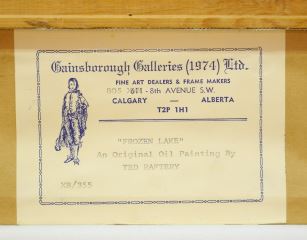 Gainsborough Galleries (1974) Ltd.
FINE ART DEALERS & FRAME MAKERS
8TH AVENUE S.W.
CALGARY — ALBERTA
T2P 1H1
"FROZEN LAKE"
An Original Oil Painting By
TED RAFTERY
XB/355